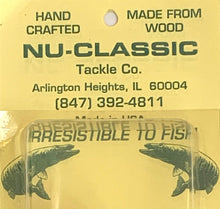 HAND MADE FROM
CRAFTED WOOD
NU-CLASSIC
Tackle Co.
Arlington Heights, IL 60004
(847) 392-4811
Made in USA
IRRESISTIBLE TO FISH